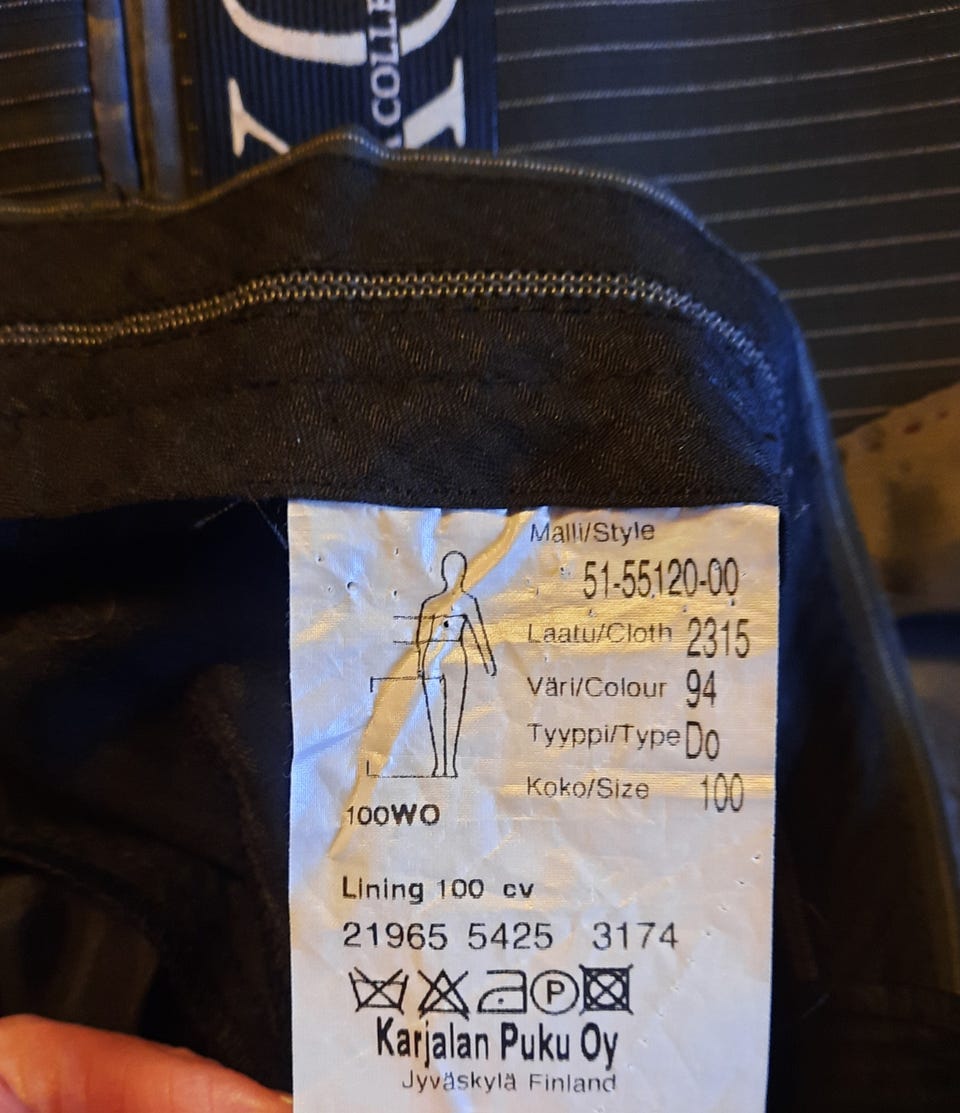 COLLE
Malli/Style
51-55120-00
Laatu/Cloth 2315
Väri/Colour 94
Tyyppi/Type Do
Koko/Size 100
100WO
Lining 100 cv
21965 5425 3174
P
Karjalan Puku Oy
Jyväskylä Finland